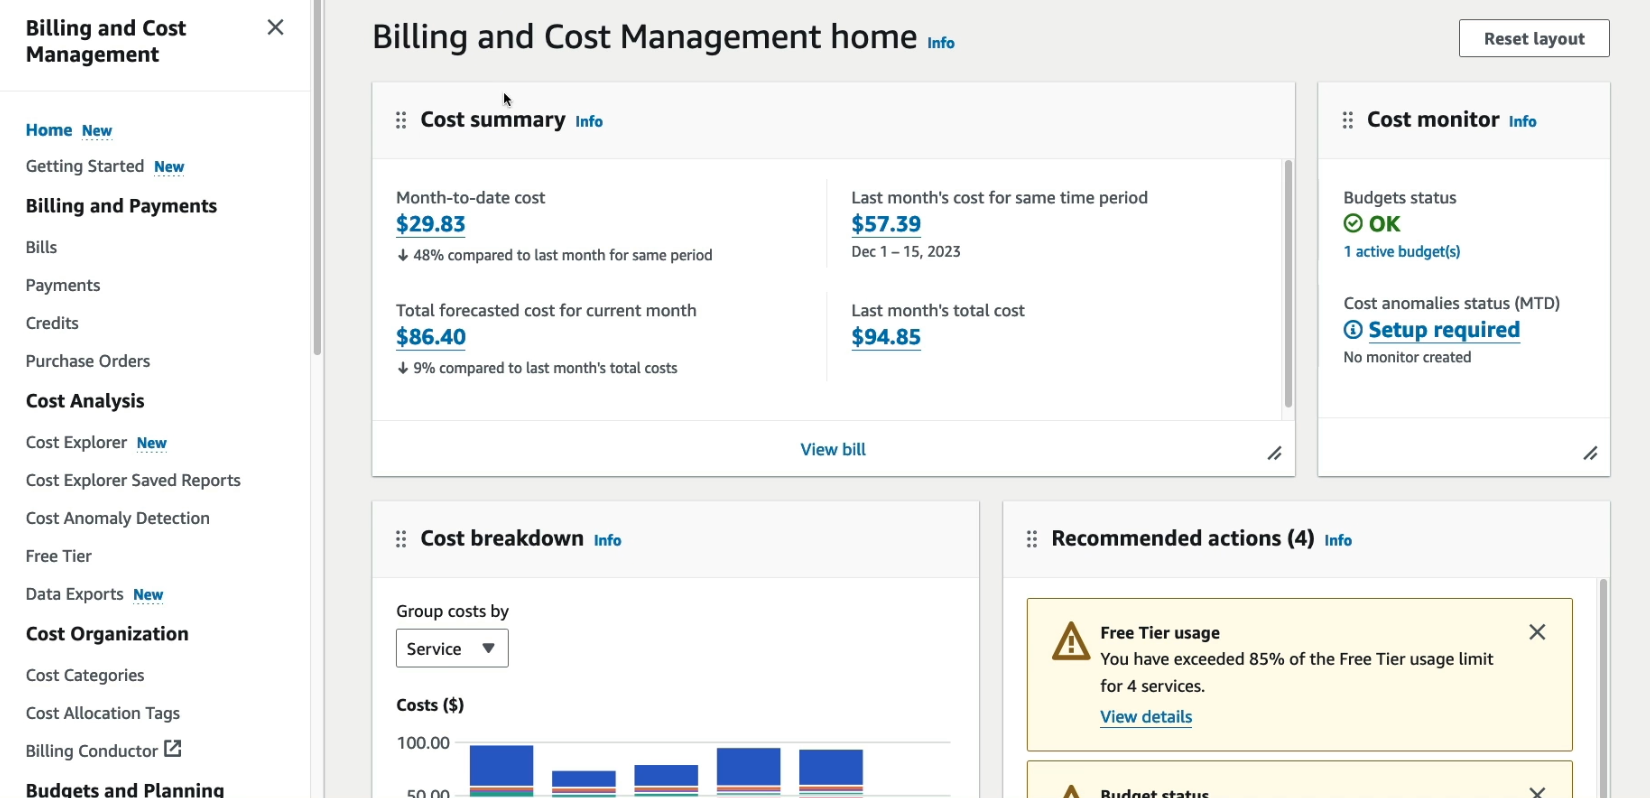 Billing and Cost
Management
Home New
Getting Started New
Billing and Payments
Bills
Payments
Credits
Purchase Orders
Cost Analysis
Cost Explorer New
Cost Explorer Saved Reports
Cost Anomaly Detection
Free Tier
Data Exports New
Cost Organization
Cost Categories
Cost Allocation Tags
Billing Conductor
Budgets and Planning
Billing and Cost Management home Info
Reset layout
Cost summary Info
Month-to-date cost
$29.83
48% compared to last month for same period
Last month's cost for same time period
$57.39
Dec 1 – 15, 2023
Total forecasted cost for current month
$86.40
9% compared to last month's total costs
Last month's total cost
$94.85
View bill
Cost monitor Info
Budgets status
OK
1 active budget(s)
Cost anomalies status (MTD)
Setup required
No monitor created
Cost breakdown Info
Group costs by
Service
Costs ($)
100.00
50.00
Recommended actions (4) Info
Free Tier usage
You have exceeded 85% of the Free Tier usage limit
for 4 services.
View details
Budget status